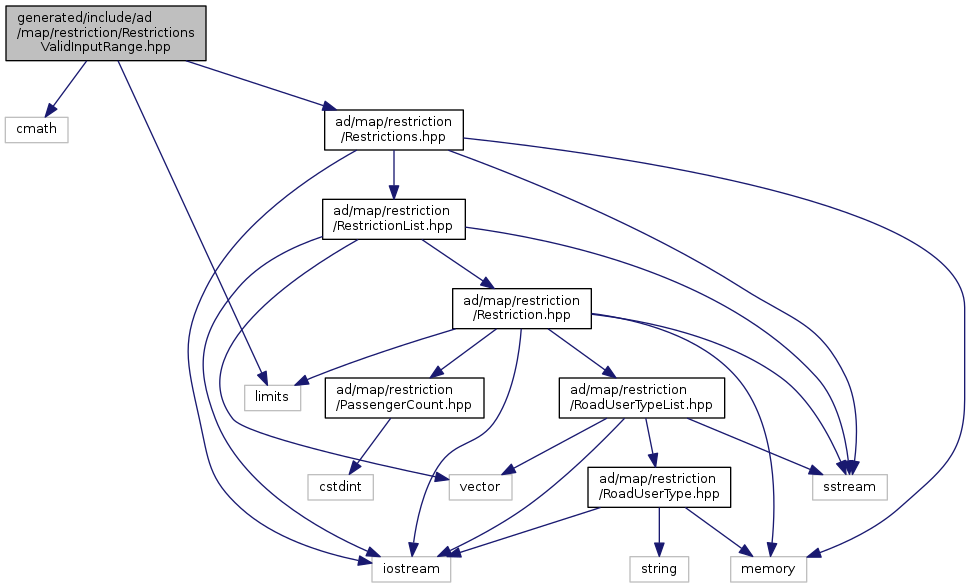 generated/include/ad
/map/restriction/Restrictions
ValidInputRange.hpp
cmath
ad/map/restriction
/Restrictions.hpp
ad/map/restriction
/RestrictionList.hpp
ad/map/restriction
/Restriction.hpp
limits
ad/map/restriction
/PassengerCount.hpp
ad/map/restriction
/RoadUserTypeList.hpp
cstdint
vector
ad/map/restriction
/RoadUserType.hpp
sstream
iostream
string
memory